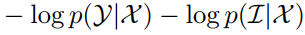 − log p(𝒴|𝒳) − log p(ℐ|𝒳)